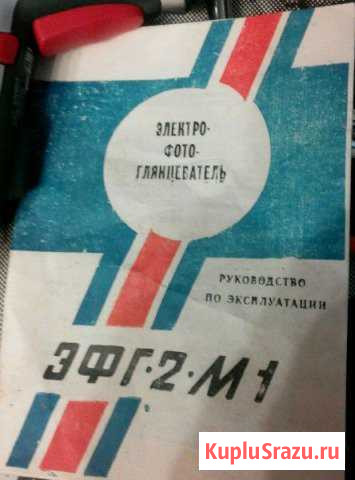 ЭЛЕКТРО-
ФОТО-
ГЛЯНЦЕВАТЕЛЬ
РУКОВОДСТВО
ПО ЭКСПЛУАТАЦИИ
ЭФГ·2·М1
KupluSrazu.ru